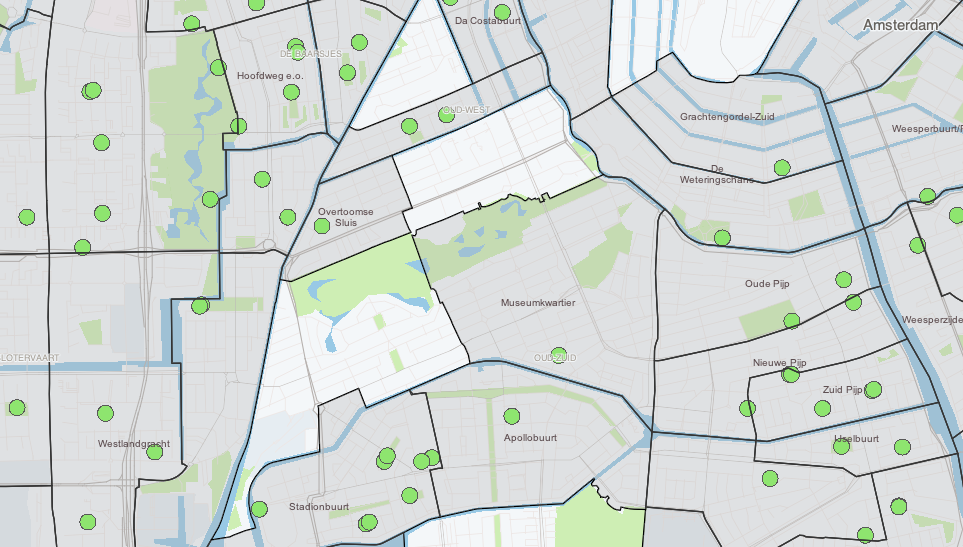 Da Costabuurt
Amsterdam
DE BAARSJES
Hoofdweg e.o.
OUD-WEST
Grachtengordel-Zuid
Weesperbuurt/P
De
Weteringschans
Overtoomse
Sluis
Oude Pijp
Museumkwartier
Weesperzijde
SLOTERVAART
OUD-ZUID
Nieuwe Pijp
Zuid Pijp
IJselbuurt
Westlandgracht
Apollobuurt
Stadionbuurt